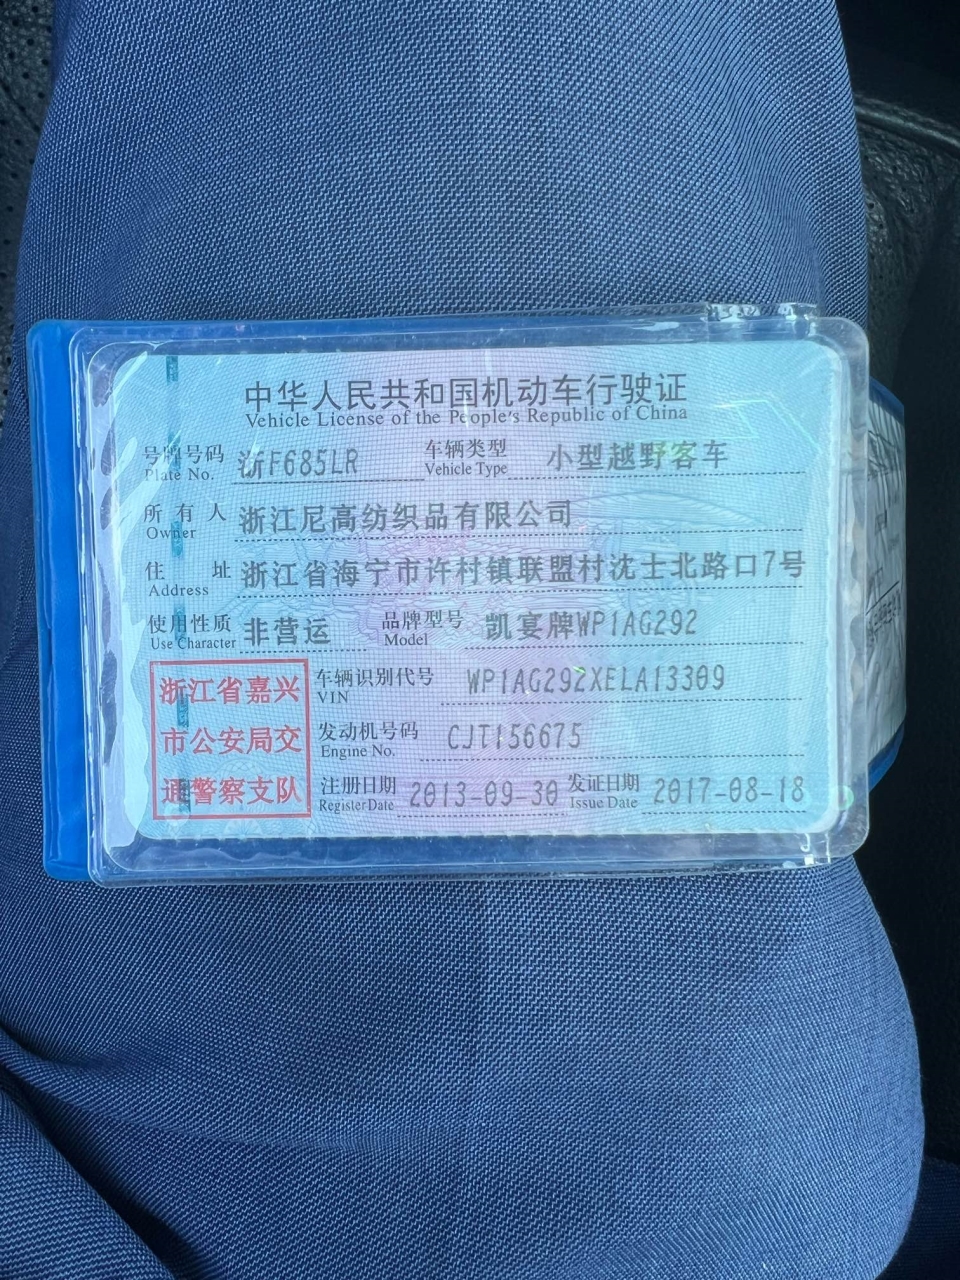 中华人民共和国机动车行驶证
Vehicle License of the People's Republic of China
号牌号码 浙F685LR 车辆类型 小型越野客车
Plate No. Vehicle Type
所有人 浙江尼高纺织品有限公司
Owner
住址 浙江省海宁市许村镇联盟村沈士北路口7号
Address
使用性质 非营运 品牌型号 凯宴牌WP1AG292
Use Character Model
浙江省嘉兴
市公安局交
通警察支队
车辆识别代号 WP1AG292XELA13309
VIN
发动机号码 CJT156675
Engine No.
注册日期 2013-09-30 发证日期 2017-08-18
Register Date Issue Date